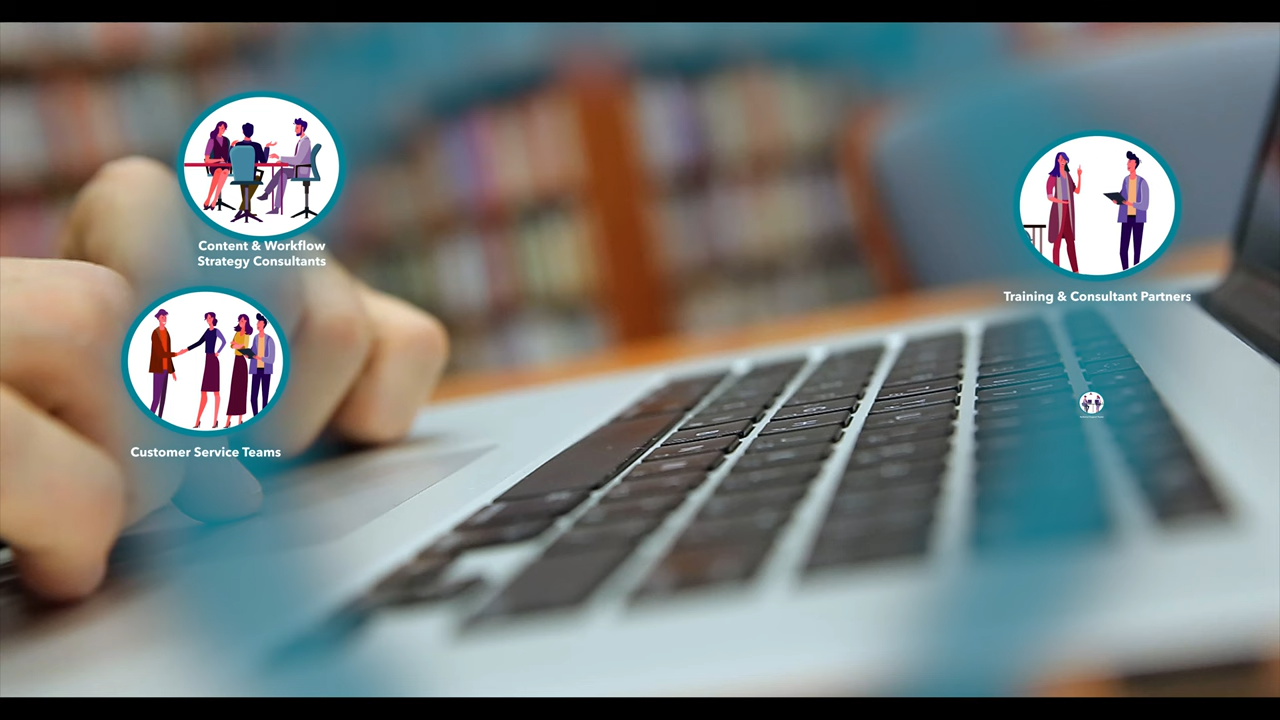 Content & Workflow
Strategy Consultants
Training & Consultant Partners
Customer Service Teams